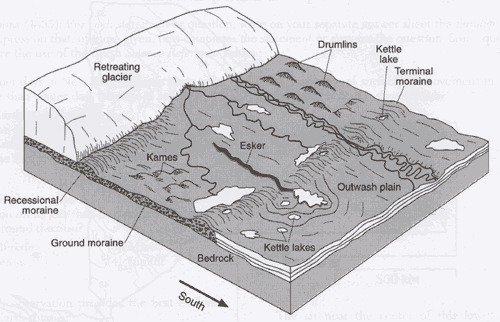 Drumlins
Kettle
lake
Terminal
moraine
Retreating
glacier
Esker
Kames
Outwash plain
Recessional
moraine
Ground moraine
Kettle lakes
Bedrock
South